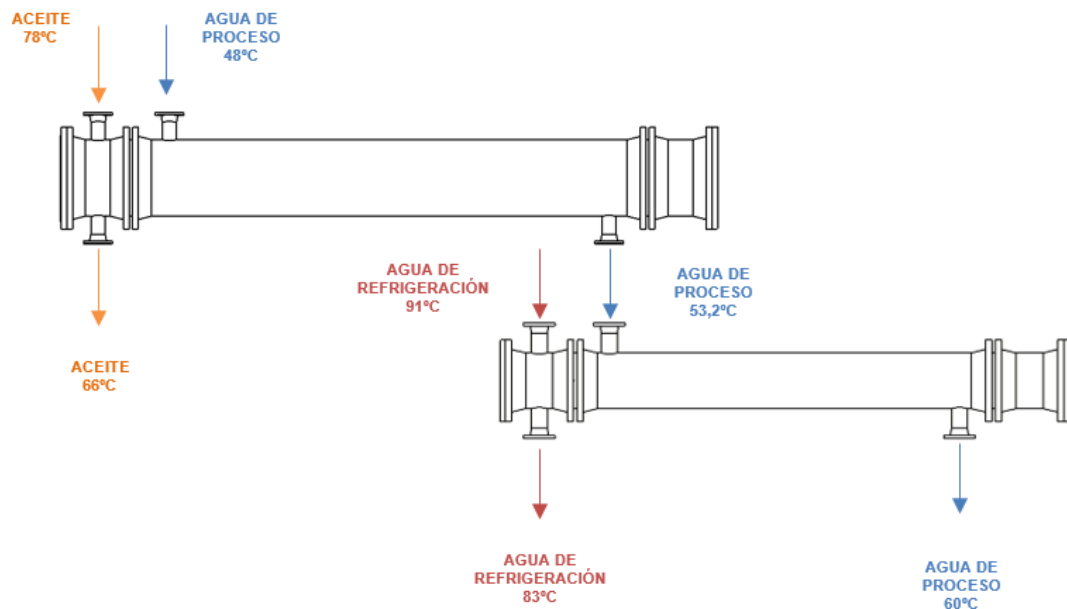 ACEITE
78ºC
AGUA DE
PROCESO
48ºC
AGUA DE
REFRIGERACIÓN
91ºC
AGUA DE
PROCESO
53,2ºC
ACEITE
66ºC
AGUA DE
REFRIGERACIÓN
83ºC
AGUA DE
PROCESO
60ºC